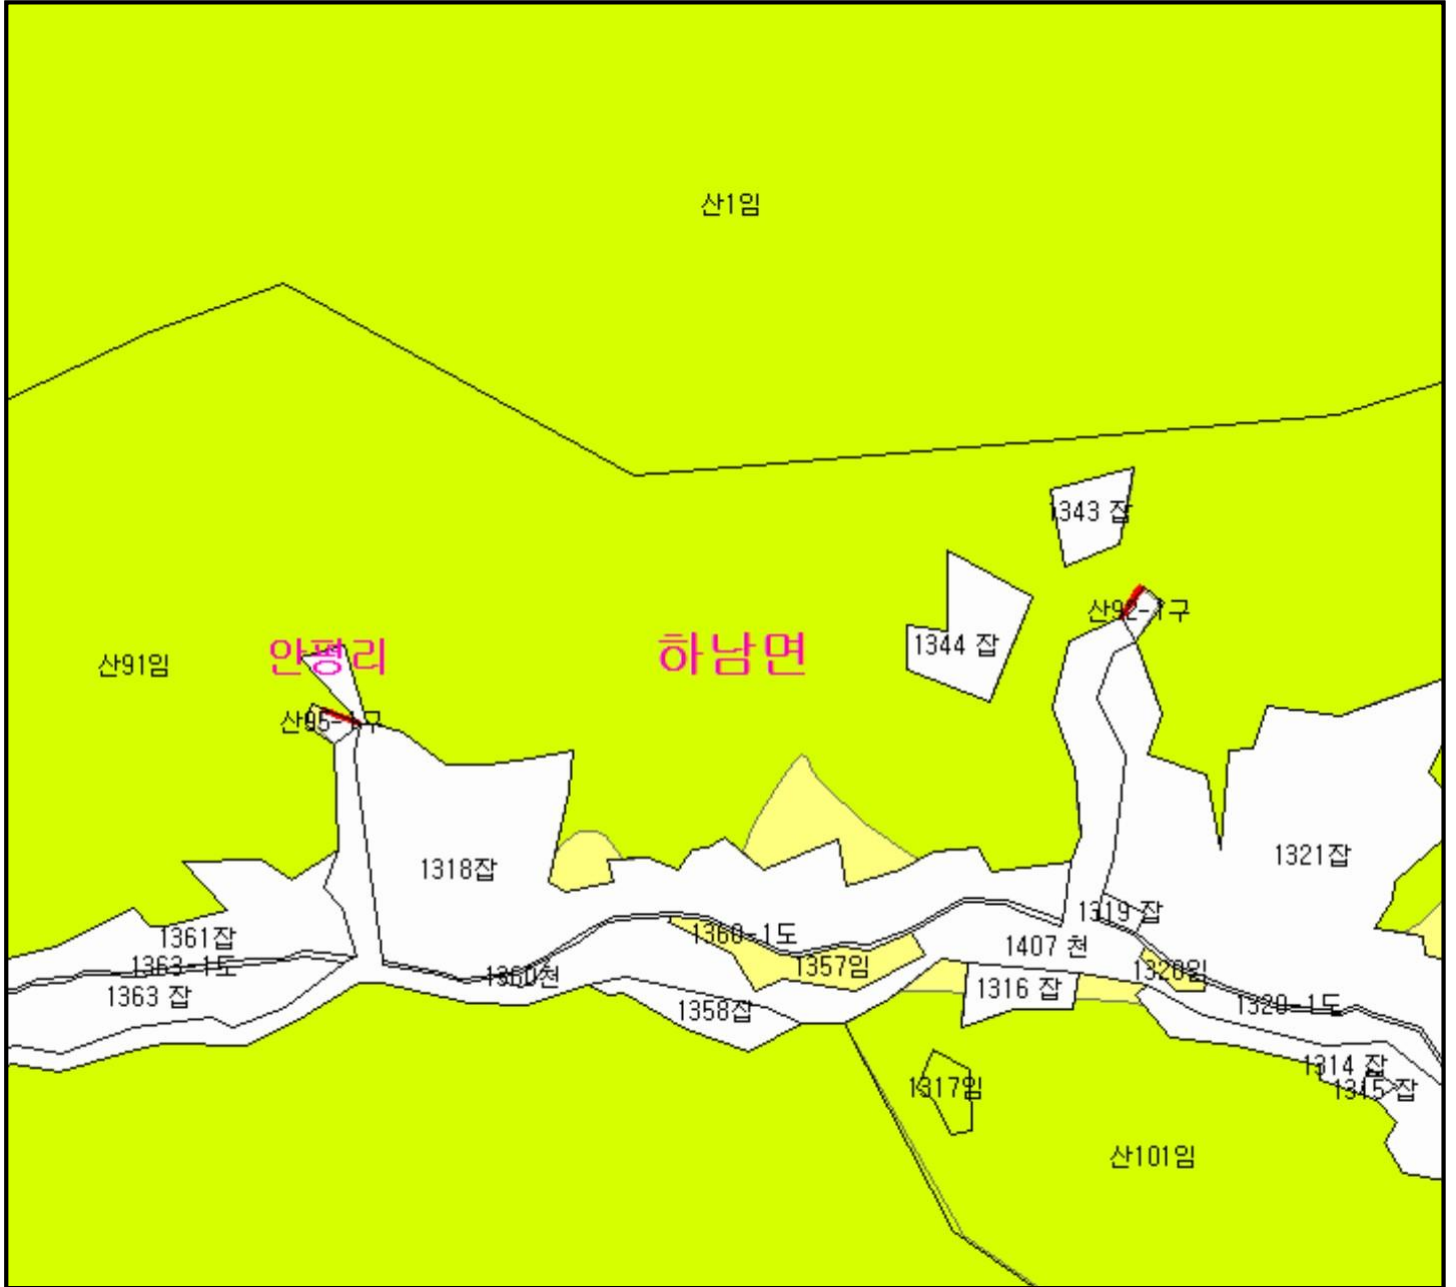 산1임
1343 잡
산92-1구
1344 잡
하남면
안평리
산91임
산95-1구
1318잡
1321잡
1319 잡
1360-1도
1361잡
1407 천
1363-1도
1357임
1320임
1360천
1316 잡
1363 잡
1320-1도
1358잡
1314 잡
1317임
1315 잡
산101임